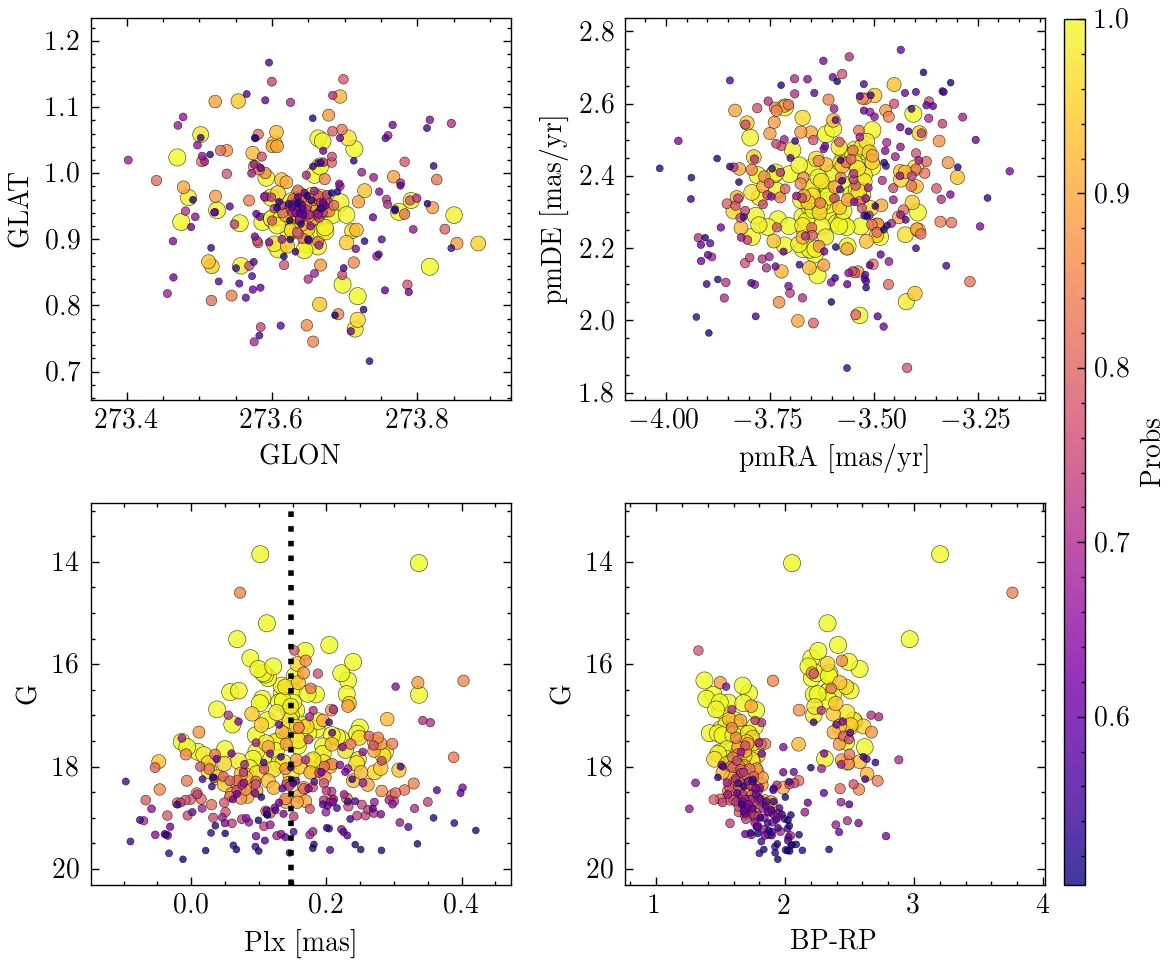 1.2
1.1
1.0
0.9
0.8
0.7
GLAT
273.4 273.6 273.8
GLON
2.8
2.6
2.4
2.2
2.0
1.8
pmDE [mas/yr]
−4.00 −3.75 −3.50 −3.25
pmRA [mas/yr]
14
16
18
20
G
0.0 0.2 0.4
Plx [mas]
14
16
18
20
G
1 2 3 4
BP-RP
1.0
0.9
0.8
0.7
0.6
Probs